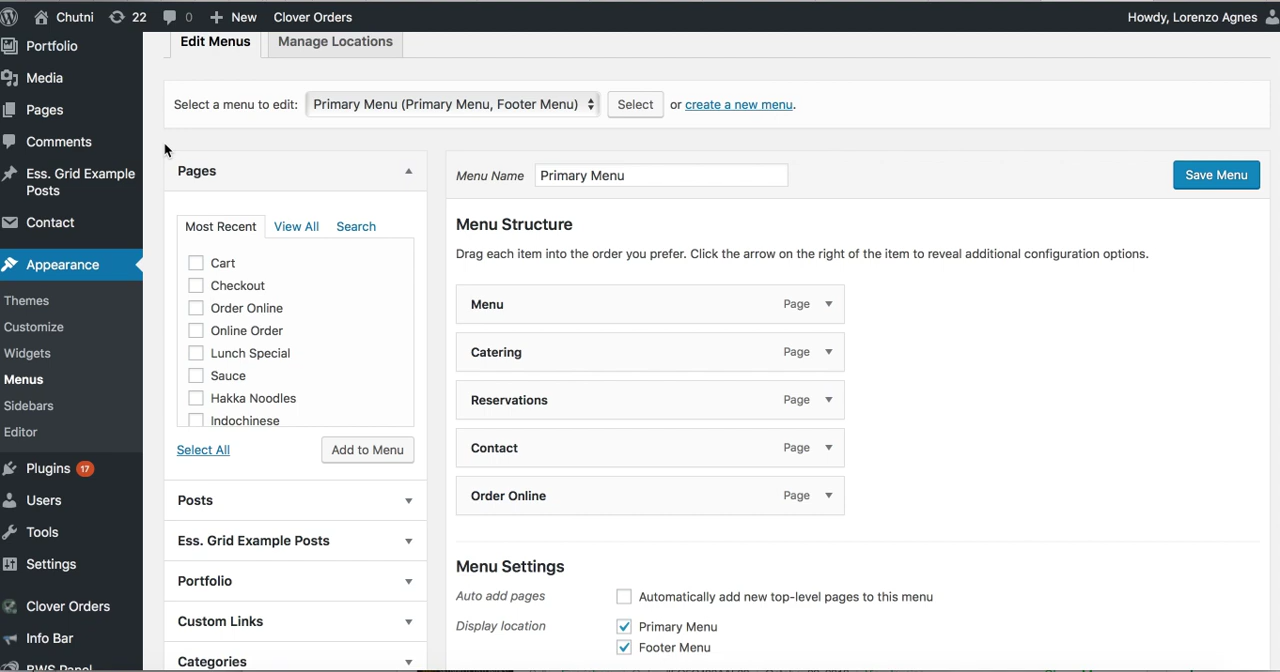 Chutni 22 0 New Clover Orders Howdy, Lorenzo Agnes
Portfolio
Media
Pages
Comments
Ess. Grid Example
Posts
Contact
Appearance
Themes
Customize
Widgets
Menus
Sidebars
Editor
Plugins 17
Users
Tools
Settings
Clover Orders
Info Bar
BWS Panel
Edit Menus Manage Locations
Select a menu to edit: Primary Menu (Primary Menu, Footer Menu) Select or create a new menu.
Pages
Most Recent View All Search
Cart
Checkout
Order Online
Online Order
Lunch Special
Sauce
Hakka Noodles
Indochinese
Select All Add to Menu
Posts
Ess. Grid Example Posts
Portfolio
Custom Links
Categories
Menu Name Primary Menu Save Menu
Menu Structure
Drag each item into the order you prefer. Click the arrow on the right of the item to reveal additional configuration options.
Menu Page
Catering Page
Reservations Page
Contact Page
Order Online Page
Menu Settings
Auto add pages Automatically add new top-level pages to this menu
Display location Primary Menu
Footer Menu